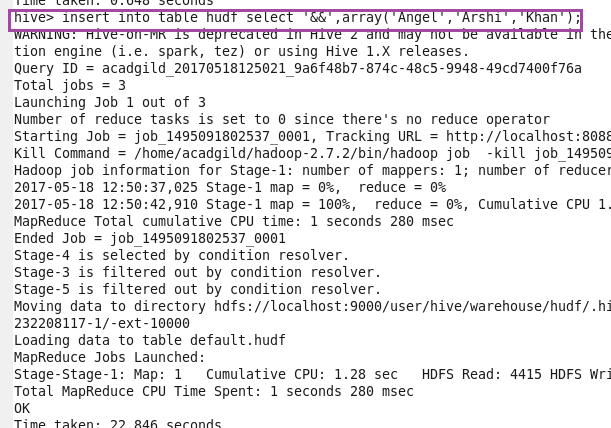 Time taken: 0.048 seconds
hive> insert into table hudf select '&&',array('Angel','Arshi','Khan');
WARNING: Hive-on-MR is deprecated in Hive 2 and may not be available in the
tion engine (i.e. spark, tez) or using Hive 1.X releases.
Query ID = acadgild_20170518125021_9a6f48b7-874c-48c5-9948-49cd7400f76a
Total jobs = 3
Launching Job 1 out of 3
Number of reduce tasks is set to 0 since there's no reduce operator
Starting Job = job_1495091802537_0001, Tracking URL = http://localhost:8088
Kill Command = /home/acadgild/hadoop-2.7.2/bin/hadoop job  -kill job_149509
Hadoop job information for Stage-1: number of mappers: 1; number of reducer
2017-05-18 12:50:37,025 Stage-1 map = 0%,  reduce = 0%
2017-05-18 12:50:42,910 Stage-1 map = 100%,  reduce = 0%, Cumulative CPU 1.
MapReduce Total cumulative CPU time: 1 seconds 280 msec
Ended Job = job_1495091802537_0001
Stage-4 is selected by condition resolver.
Stage-3 is filtered out by condition resolver.
Stage-5 is filtered out by condition resolver.
Moving data to directory hdfs://localhost:9000/user/hive/warehouse/hudf/.hi
232208117-1/-ext-10000
Loading data to table default.hudf
MapReduce Jobs Launched:
Stage-Stage-1: Map: 1   Cumulative CPU: 1.28 sec   HDFS Read: 4415 HDFS Wri
Total MapReduce CPU Time Spent: 1 seconds 280 msec
OK
Time taken: 22.846 seconds